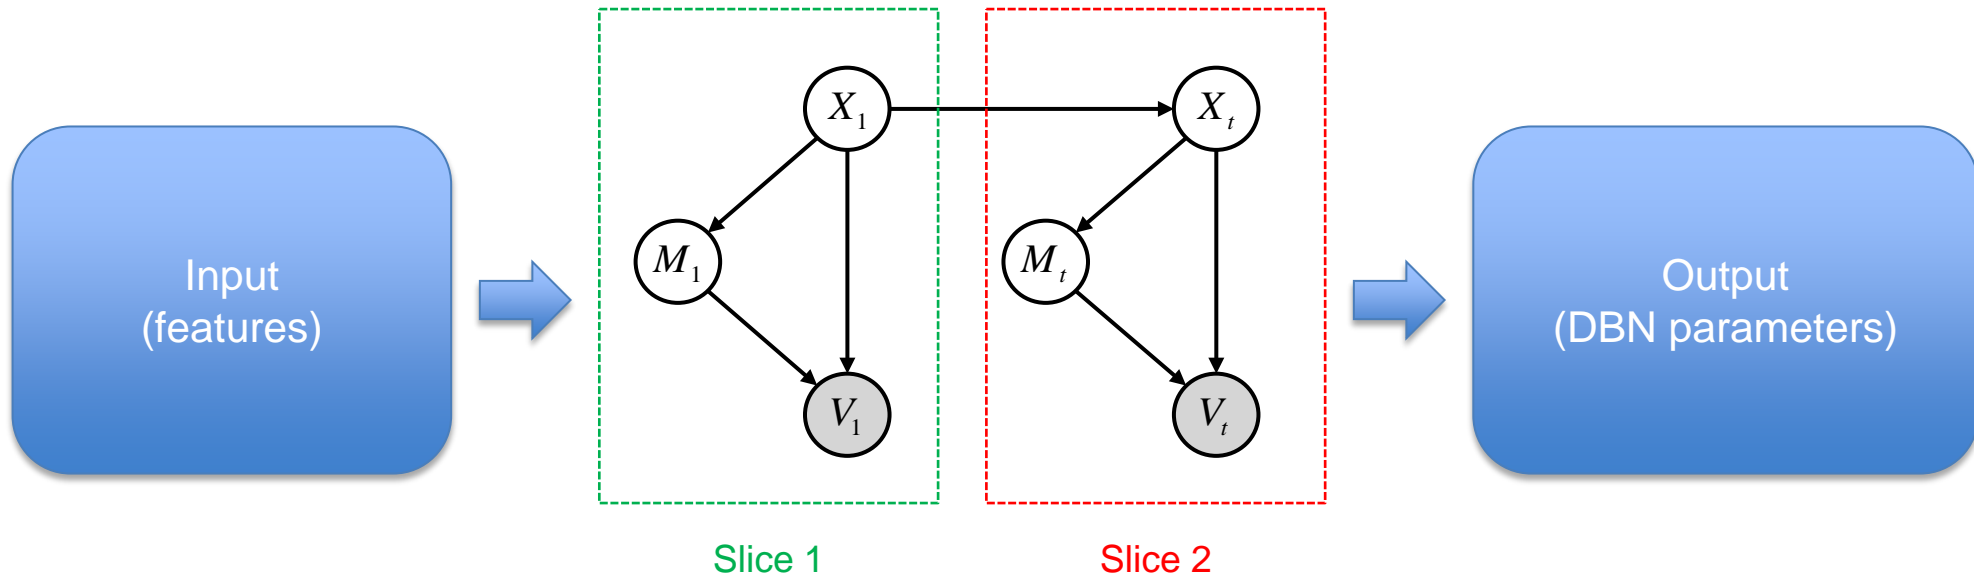 Input
(features)
X₁
M₁
V₁
Slice 1
Xₜ
Mₜ
Vₜ
Slice 2
Output
(DBN parameters)